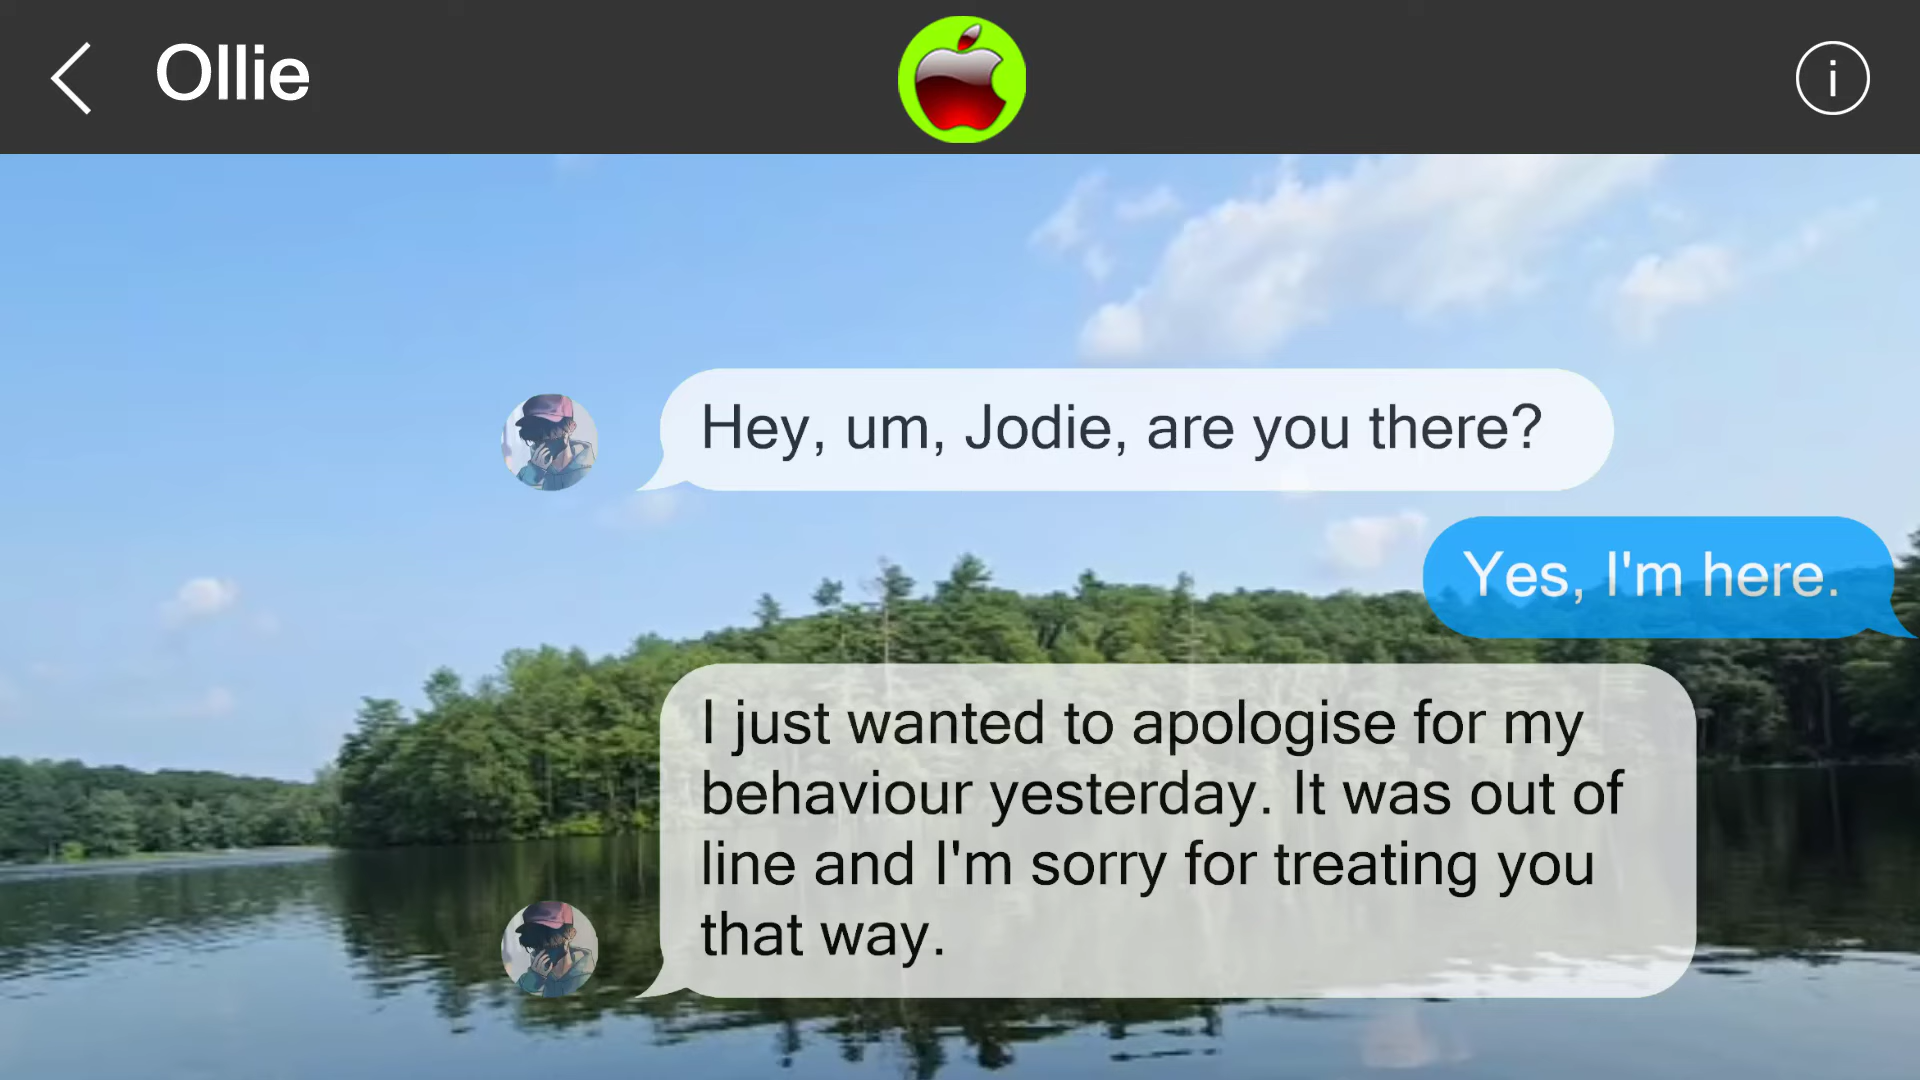 Ollie
i
Hey, um, Jodie, are you there?
Yes, I'm here.
I just wanted to apologise for my
behaviour yesterday. It was out of
line and I'm sorry for treating you
that way.